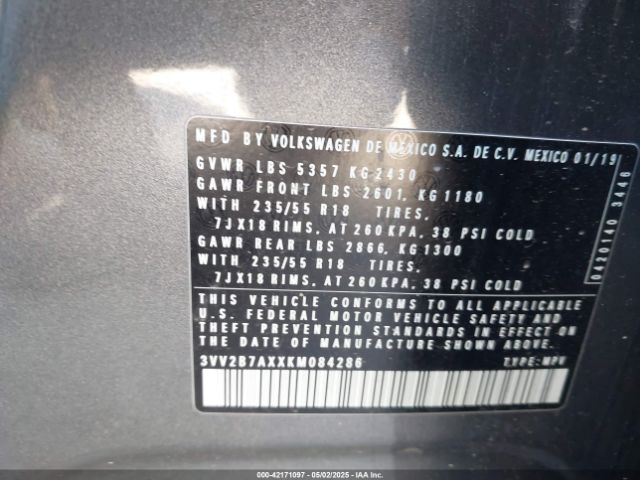 MFD BY VOLKSWAGEN DE MEXICO S.A. DE C.V. MEXICO 01/19
GVWR LBS 5357 KG 2430
GAWR FRONT LBS 2601, KG 1180
WITH 235/55 R18 TIRES,
7JX18 RIMS, AT 260 KPA, 38 PSI COLD
GAWR REAR LBS 2866, KG 1300
WITH 235/55 R18 TIRES,
7JX18 RIMS, AT 260 KPA, 38 PSI COLD
THIS VEHICLE CONFORMS TO ALL APPLICABLE
U.S. FEDERAL MOTOR VEHICLE SAFETY AND
THEFT PREVENTION STANDARDS IN EFFECT ON
THE DATE OF MANUFACTURE SHOWN ABOVE
3VV2B7AXXKM084286 TYPE: MPV
0420140 3446
000-42171097 - 05/02/2025 - IAAI, INC.